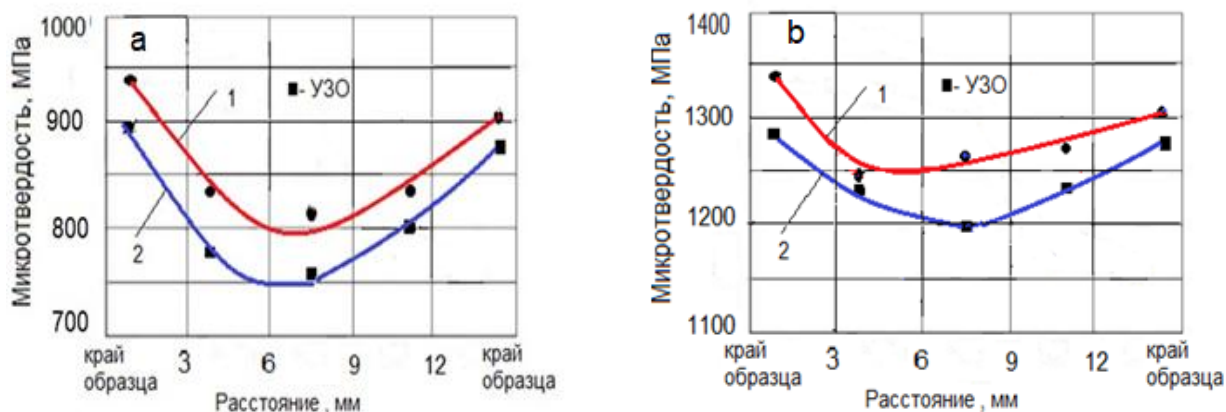 1000
900
800
700
Микоотвердость, МПа
a
1
2
■- УЗО
край образца
3
6
9
12
край образца
Расстояние , мм
1400
1300
1200
1100
Микротвердость, МПа
b
1
2
■- УЗО
край образца
3
6
9
12
край образца
Расстояние , мм